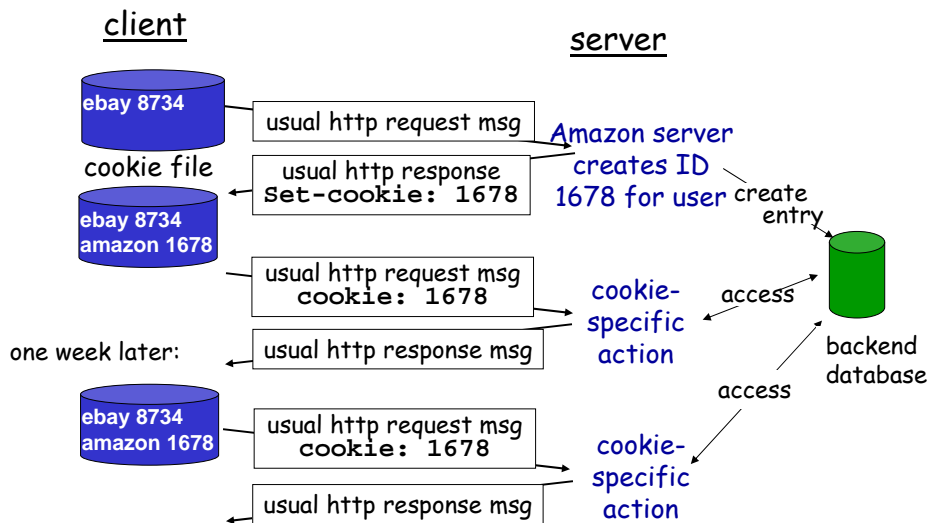 client
server
ebay 8734
usual http request msg
Amazon server
creates ID
1678 for user
cookie file
usual http response
Set-cookie: 1678
create
entry
ebay 8734
amazon 1678
usual http request msg
cookie: 1678
cookie-
specific
action
access
usual http response msg
one week later:
backend
database
access
ebay 8734
amazon 1678
usual http request msg
cookie: 1678
cookie-
specific
action
usual http response msg